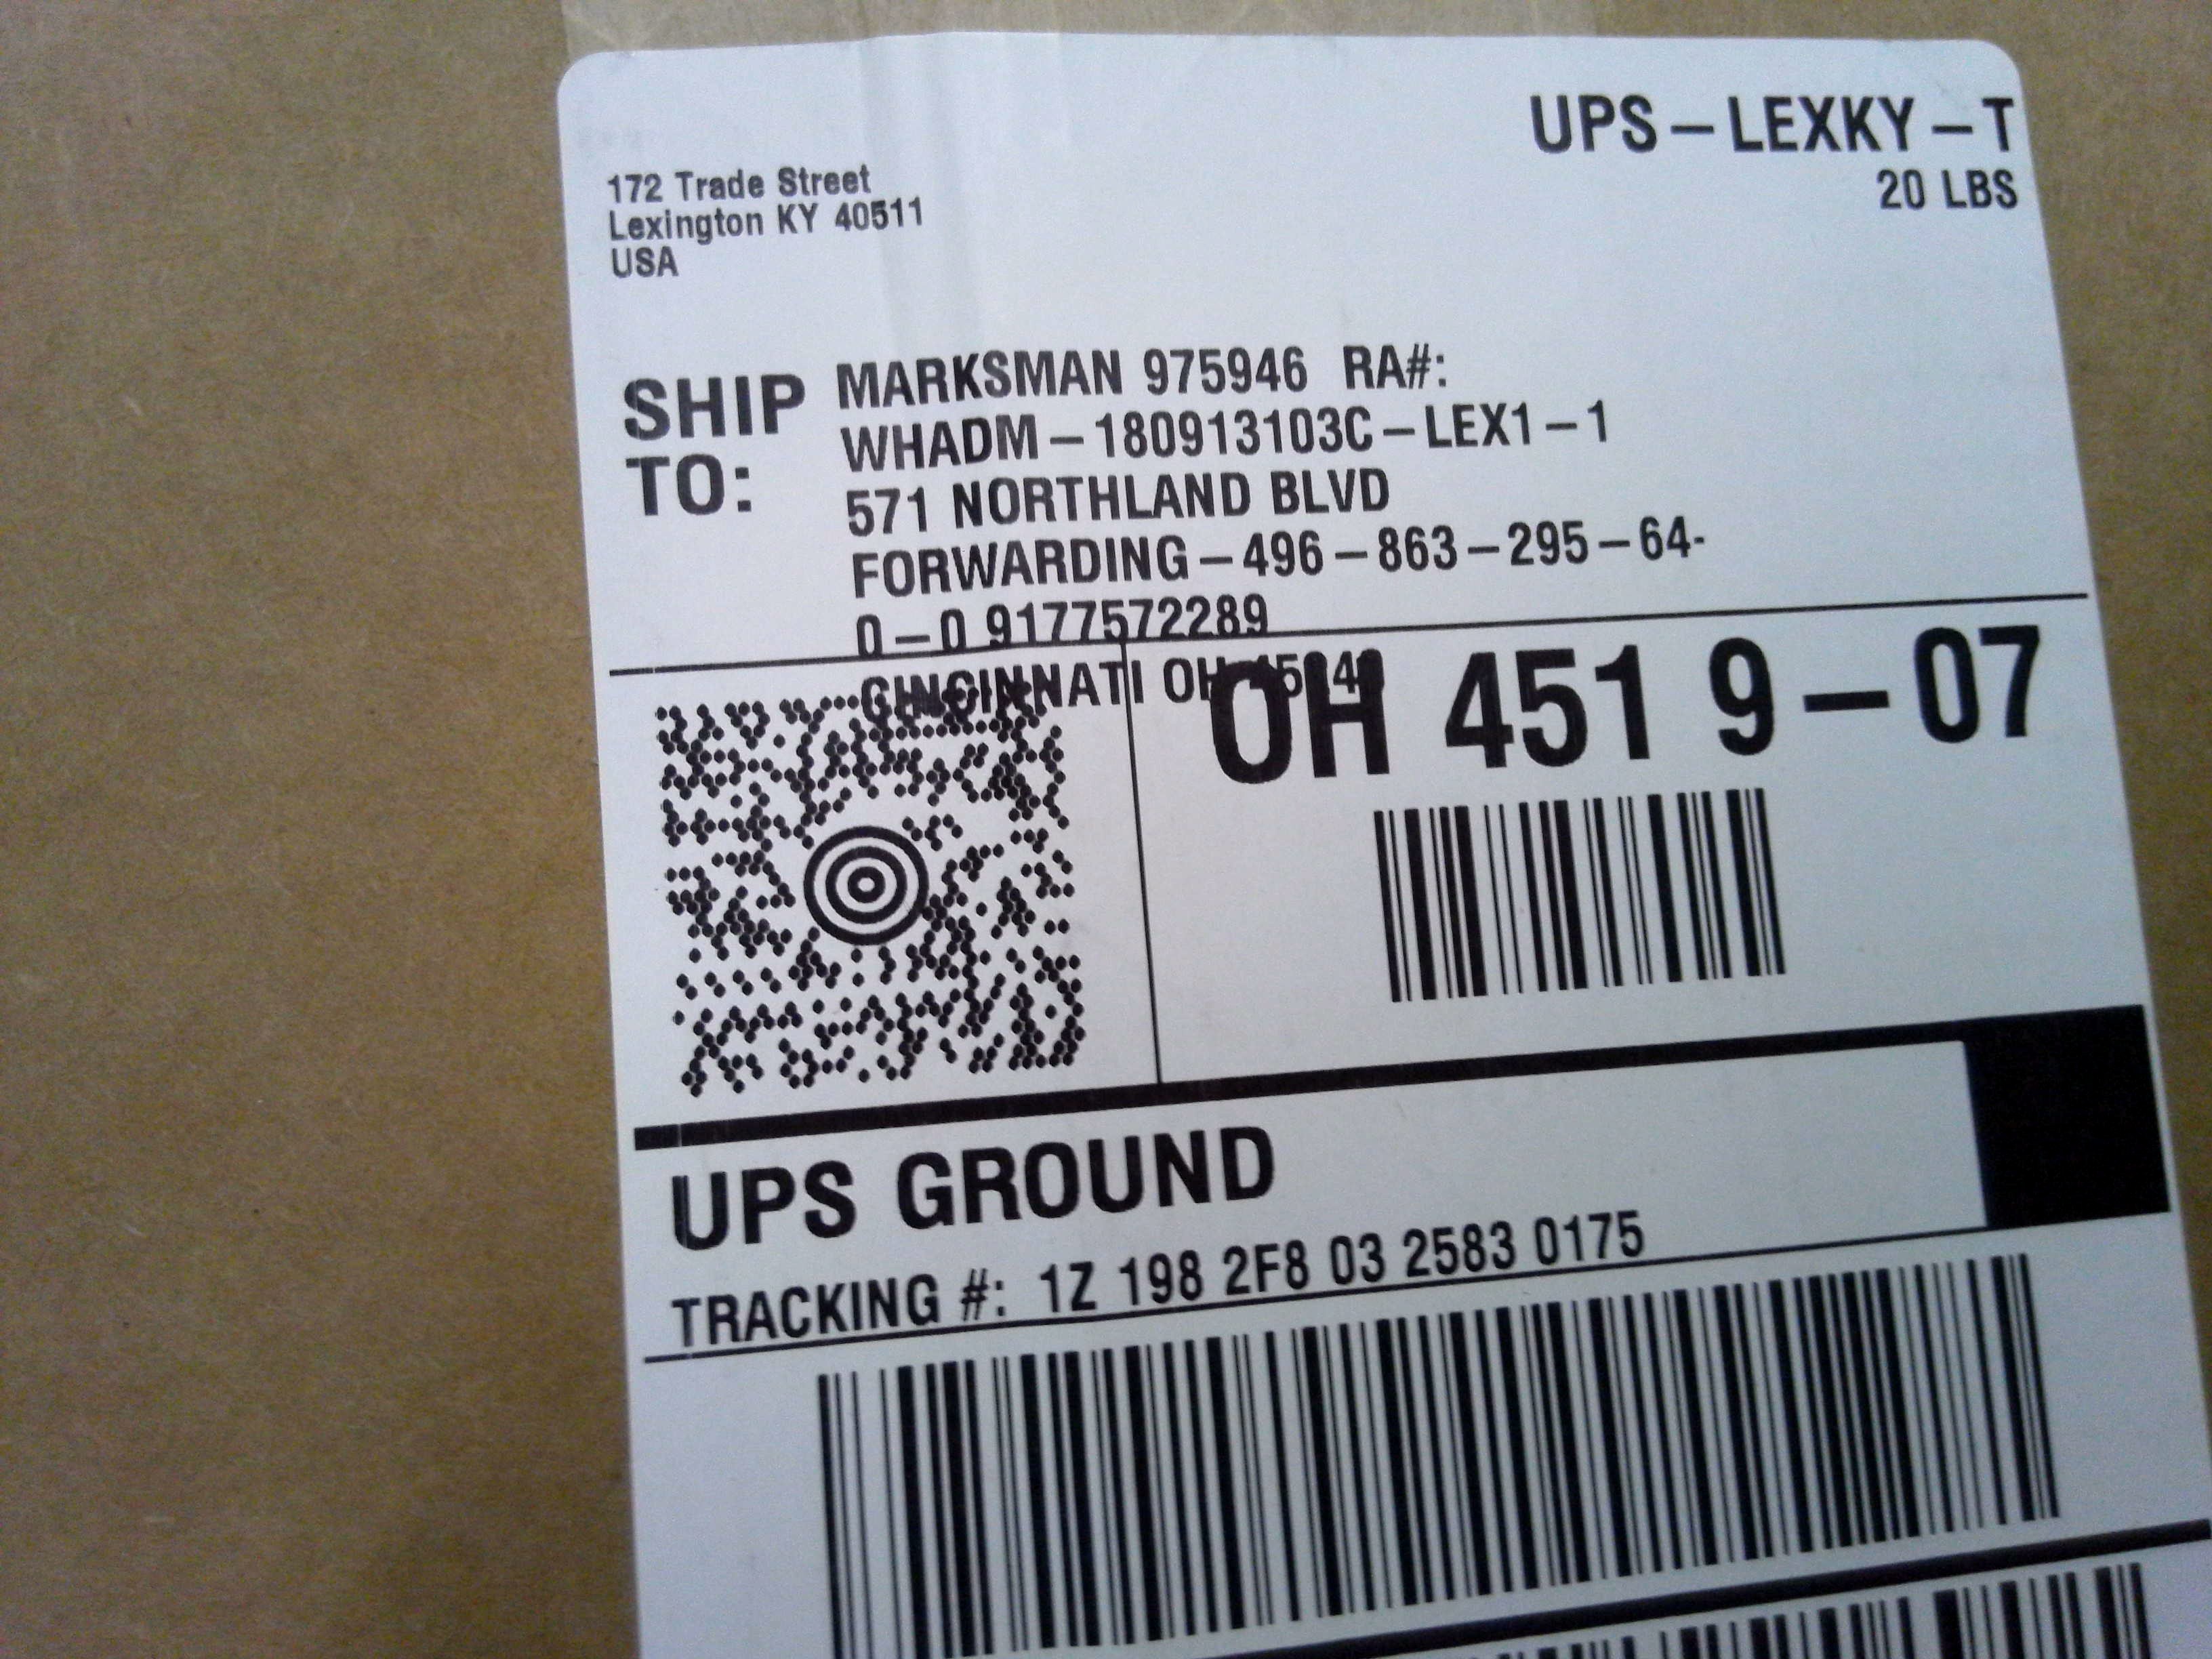 UPS – LEXKY – T
20 LBS
172 Trade Street
Lexington KY 40511
USA
SHIP
TO:
MARKSMAN 975946 RA#:
WHADM – 180913103C – LEX1 – 1
571 NORTHLAND BLVD
FORWARDING – 496 – 863 – 295 – 64-
0 – 0 9177572289
CINCINNATI OH
OH 451 9 – 07
UPS GROUND
TRACKING #: 1Z 198 2F8 03 2583 0175